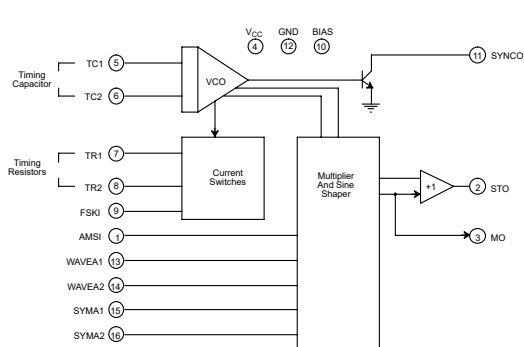 VCC GND BIAS
4 12 10
11 SYNCO
Timing
Capacitor
TC1 5
TC2 6
VCO
Timing
Resistors
TR1 7
TR2 8
FSKI 9
Current
Switches
Multiplier
And Sine
Shaper
+1
2 STO
3 MO
AMSI 1
WAVEA1 13
WAVEA2 14
SYMA1 15
SYMA2 16